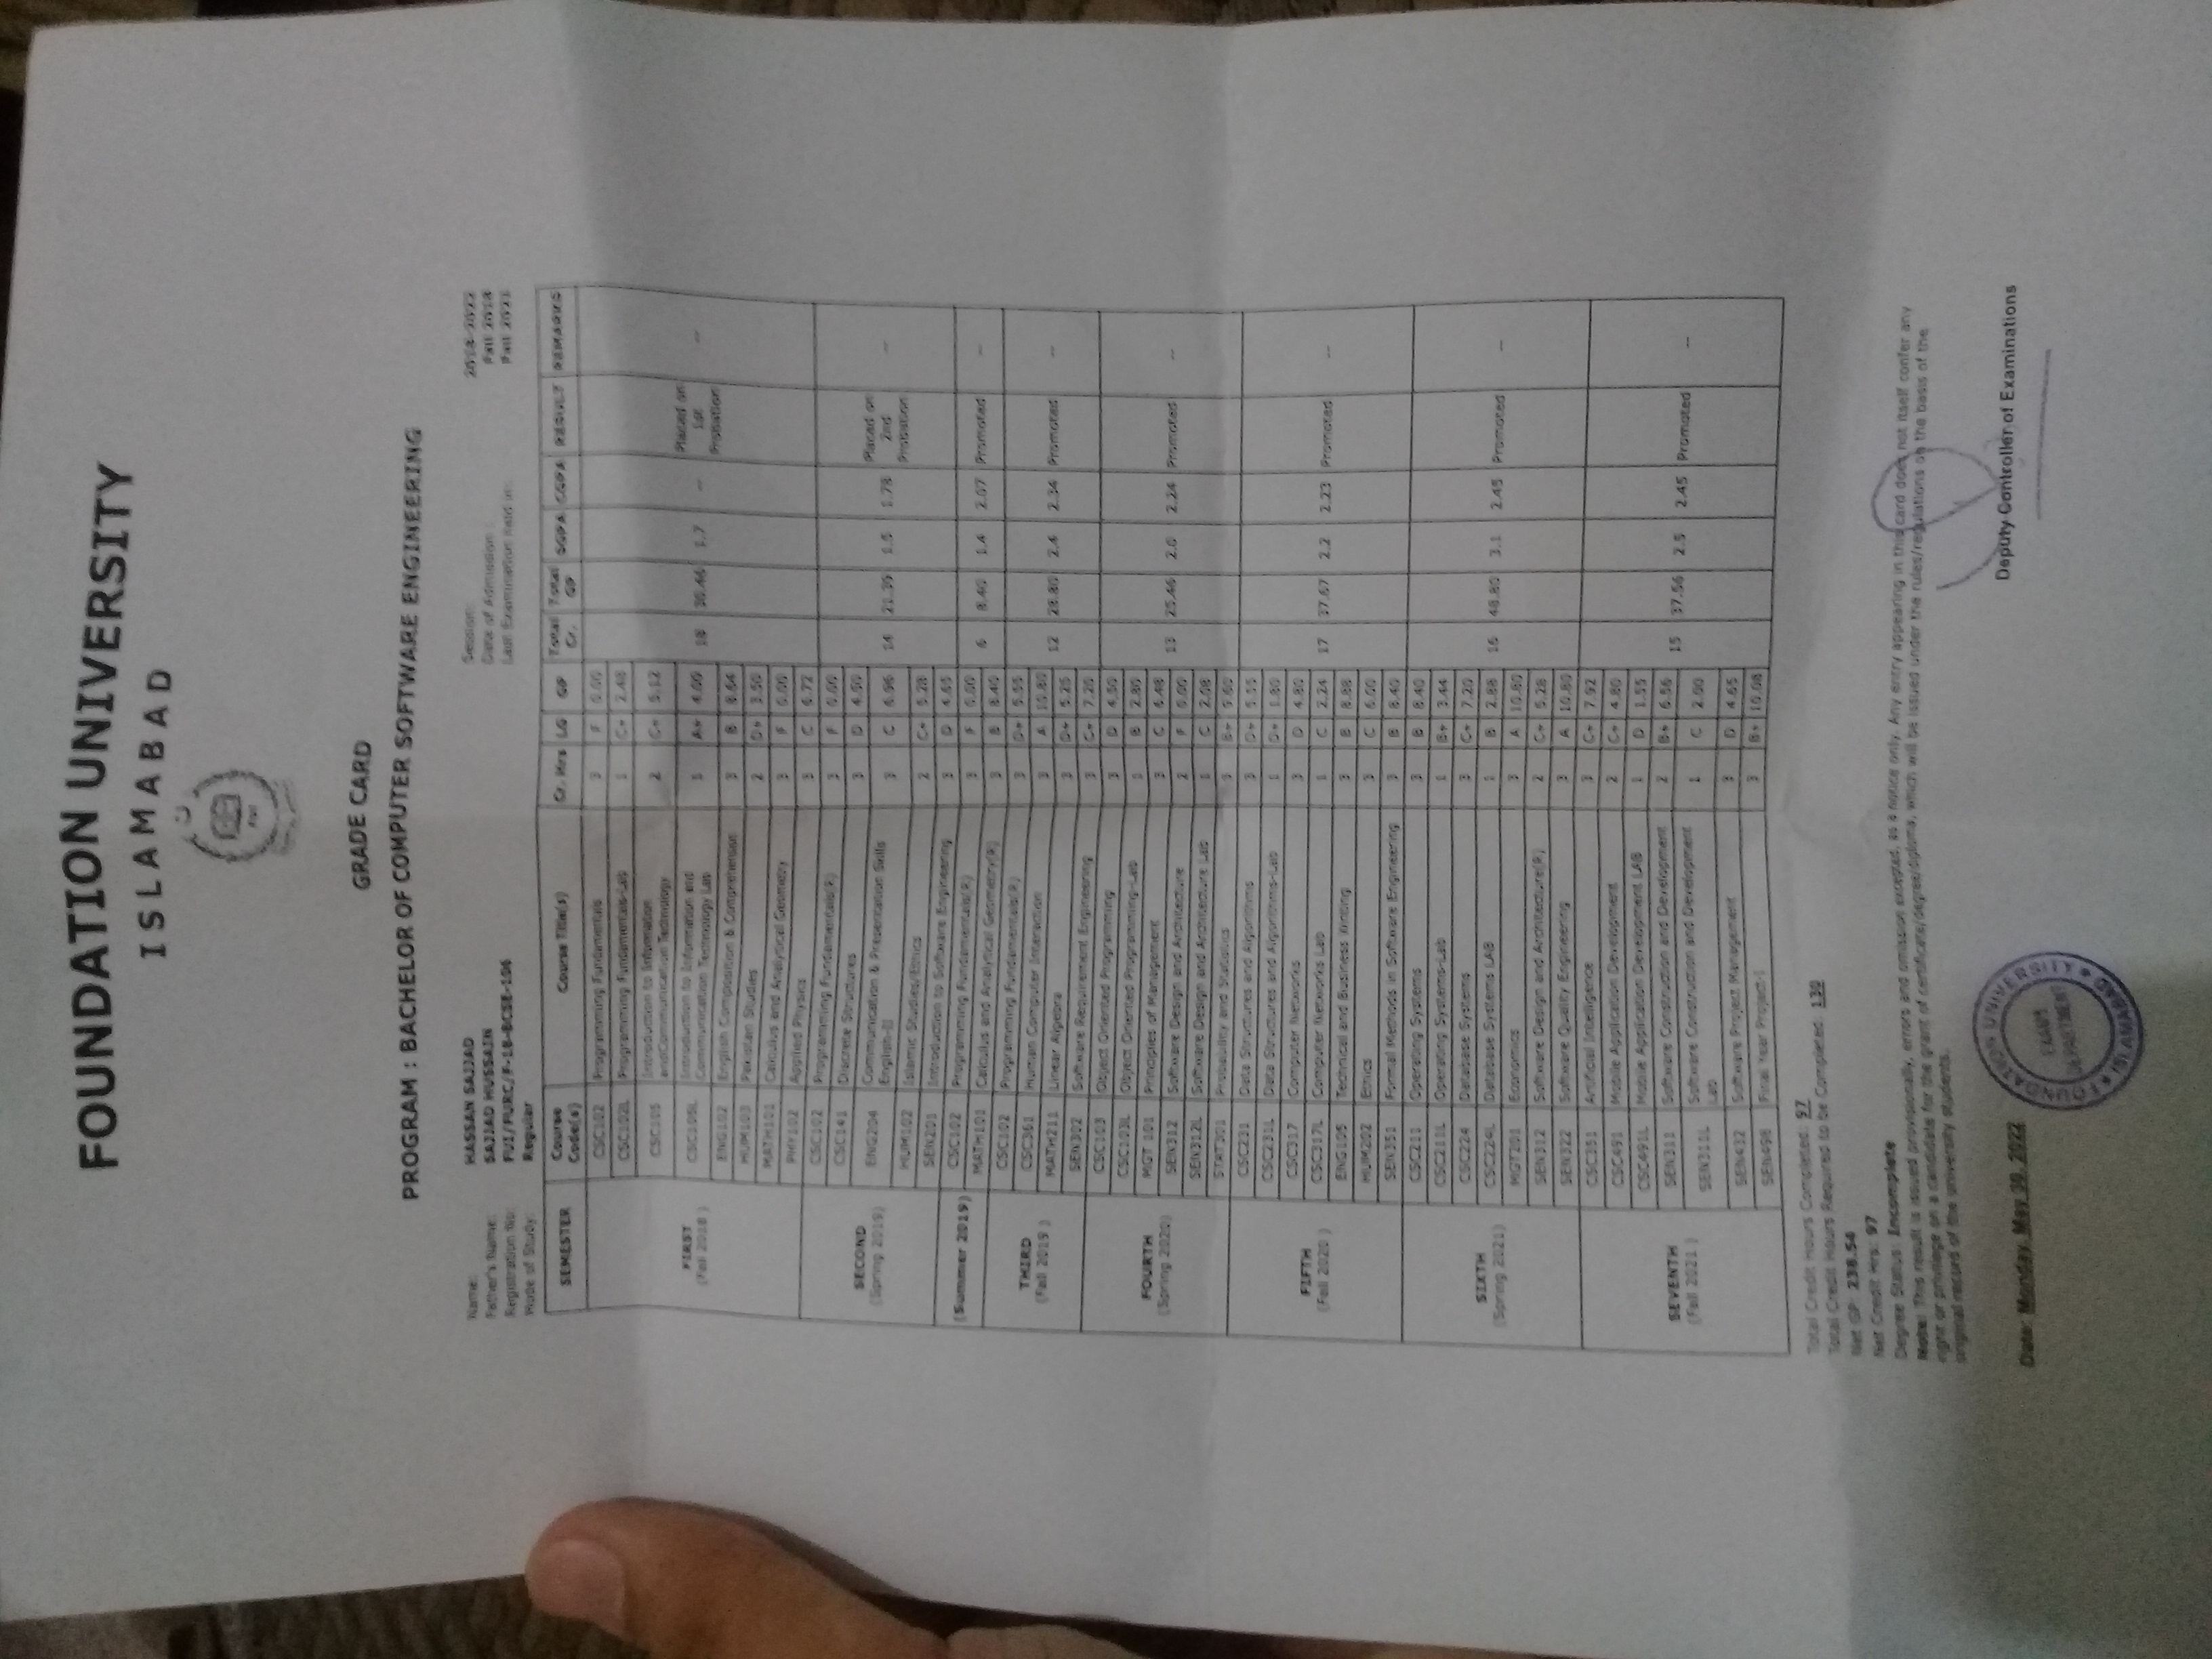 FOUNDATION UNIVERSITY
ISLAMABAD
FUI
GRADE CARD
PROGRAM : BACHELOR OF COMPUTER SOFTWARE ENGINEERING
Name: HASSAN SAJJAD Session: 2018-2022
Father's Name: SAJJAD HUSSAIN Date of Admission : Fall 2018
Registration No: FUI/FURC/F-18-BCSE-106 Last Examination held in: Fall 2021
Mode of Study: Regular
SEMESTER Course Code(s) Course Title(s) Cr. Hrs LG GP Total Cr. Total GP SGPA CGPA RESULT REMARKS
FIRST (Fall 2018 ) 18 30.46 1.7 -- Placed on 1st Probation --
CSC102 Programming Fundamentals 3 F 0.00
CSC102L Programming Fundamentals-Lab 1 C+ 2.48
CSC105 Introduction to Information andCommunication Technology 2 C+ 5.12
CSC105L Introduction to Information and Communication Technology Lab 1 A+ 4.00
ENG102 English Composition & Comprehension 3 B 8.64
HUM103 Pakistan Studies 2 D+ 3.50
MATH101 Calculus and Analytical Geometry 3 F 0.00
PHY102 Applied Physics 3 C 6.72
SECOND (Spring 2019) 14 21.39 1.5 1.78 Placed on 2nd Probation --
CSC102 Programming Fundamentals(R) 3 F 0.00
CSC141 Discrete Structures 3 D 4.50
ENG204 Communication & Presentation Skills English-II 3 C 6.96
HUM102 Islamic Studies/Ethics 2 C+ 5.28
SEN201 Introduction to Software Engineering 3 D 4.65
(Summer 2019) 6 8.40 1.4 2.07 Promoted --
CSC102 Programming Fundamentals(R) 3 F 0.00
MATH101 Calculus and Analytical Geometry(R) 3 B 8.40
THIRD (Fall 2019 ) 12 28.80 2.4 2.34 Promoted --
CSC102 Programming Fundamentals(R) 3 D+ 5.55
CSC361 Human Computer Interaction 3 A 10.80
MATH211 Linear Algebra 3 D+ 5.25
SEN302 Software Requirement Engineering 3 C+ 7.20
FOURTH (Spring 2020) 13 25.46 2.0 2.24 Promoted --
CSC103 Object Oriented Programming 3 D 4.50
CSC103L Object Oriented Programming-Lab 1 B 2.80
MGT 101 Principles of Management 3 C 6.48
SEN312 Software Design and Architecture 2 F 0.00
SEN312L Software Design and Architecture Lab 1 C 2.08
STAT301 Probability and Statistics 3 B+ 9.60
FIFTH (Fall 2020 ) 17 37.67 2.2 2.23 Promoted --
CSC231 Data Structures and Algorithms 3 D+ 5.55
CSC231L Data Structures and Algorithms-Lab 1 D+ 1.80
CSC317 Computer Networks 3 D 4.80
CSC317L Computer Networks Lab 1 C 2.24
ENG105 Technical and Business Writing 3 B 8.88
HUM202 Ethics 3 C 6.00
SEN351 Formal Methods in Software Engineering 3 B 8.40
SIXTH (Spring 2021) 16 48.80 3.1 2.45 Promoted --
CSC211 Operating Systems 3 B 8.40
CSC211L Operating Systems-Lab 1 B+ 3.44
CSC224 Database Systems 3 C+ 7.20
CSC224L Database Systems LAB 1 B 2.88
MGT201 Economics 3 A 10.80
SEN312 Software Design and Architecture(R) 2 C+ 5.28
SEN322 Software Quality Engineering 3 A 10.80
SEVENTH (Fall 2021 ) 15 37.56 2.5 2.45 Promoted --
CSC351 Artificial Intelligence 3 C+ 7.92
CSC491 Mobile Application Development 2 C+ 4.80
CSC491L Mobile Application Development LAB 1 D 1.55
SEN311 Software Construction and Development 2 B+ 6.56
SEN311L Software Construction and Development Lab 1 C 2.00
SEN432 Software Project Management 3 D 4.65
SEN498 Final Year Project-I 3 B+ 10.08
Total Credit Hours Completed: 97
Total Credit Hours Required to be Completed: 130
Net GP: 238.54
Net Credit Hrs: 97
Degree Status: Incomplete
Note: This result is issued provisionally, errors and omission excepted, as a notice only. Any entry appearing in this card does not itself confer any
right or privilege on a candidate for the grant of certificate/degree/diploma, which will be issued under the rules/regulations on the basis of the
original record of the university students.
Date: Monday, May 30, 2022
FOUNDATION UNIVERSITY ISLAMABAD
EXAMS
DEPARTMENT
Deputy Controller of Examinations